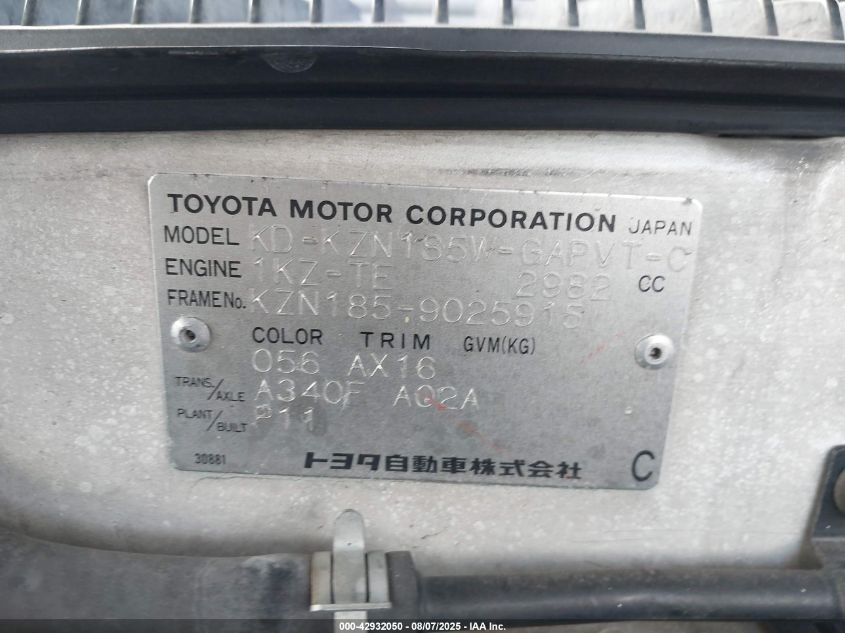 TOYOTA MOTOR CORPORATION JAPAN
MODEL KD-KZN185W-GAPVT-C
ENGINE 1KZ-TE 2982 CC
FRAME No. KZN185-9025915
COLOR TRIM GVM(KG)
056 AX16
TRANS/AXLE A340F A02A
PLANT/BUILT P11
30881 トヨタ自動車株式会社 C
000-42932050 - 08/07/2025 - IAA Inc.